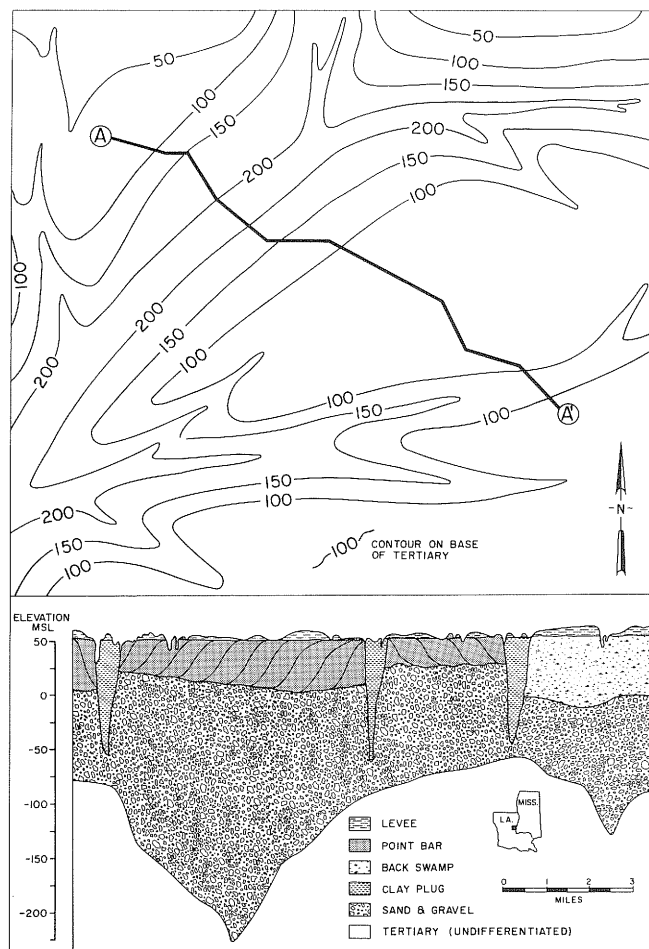 50
100
150
200
50
100
150
200
150
100
A
100
200
200
150
100
100
150
100
A'
200
150
100
150
100
-N-
100
CONTOUR ON BASE
OF TERTIARY
ELEVATION
MSL
50
0
-50
-100
-150
-200
MISS.
LA.
LEVEE
POINT BAR
BACK SWAMP
CLAY PLUG
SAND & GRAVEL
TERTIARY (UNDIFFERENTIATED)
0 1 2 3
MILES